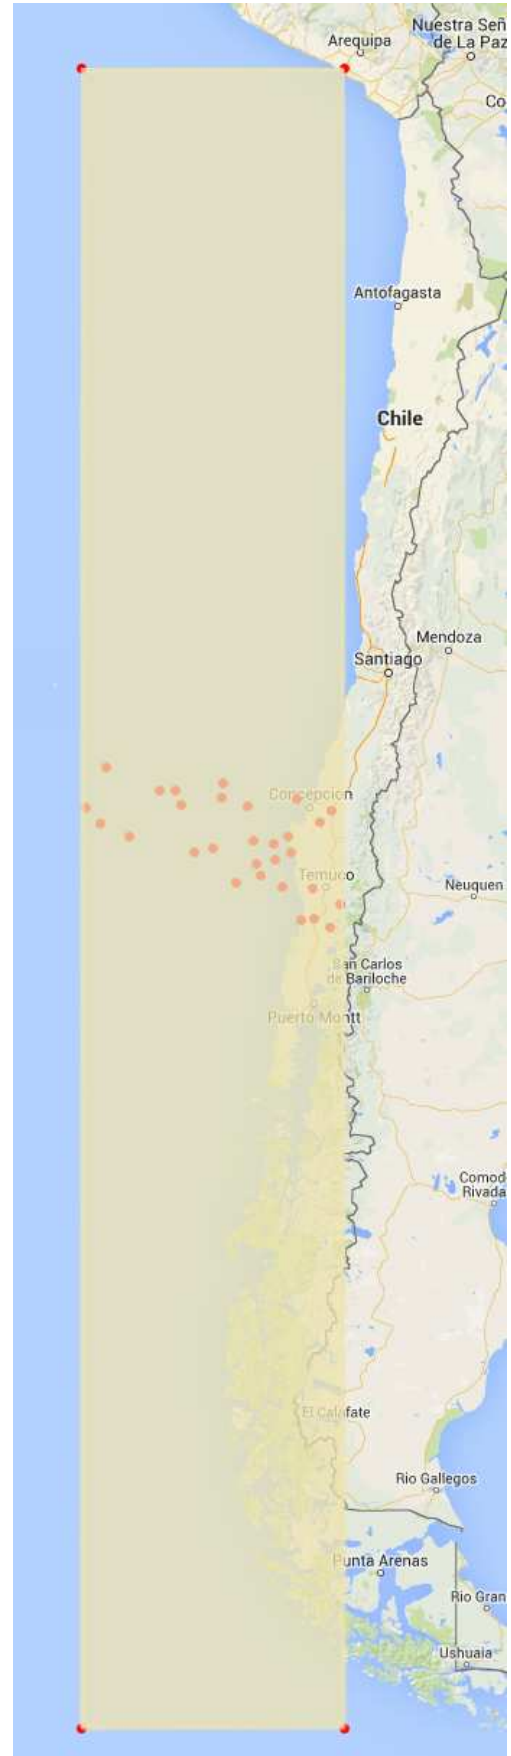 Nuestra Señ
de La Paz
Arequipa
Co
Antofagasta
Chile
Mendoza
Santiago
Concepcion
Temuco
Neuquen
San Carlos
de Bariloche
Puerto Montt
Comod
Rivada
El Calafate
Rio Gallegos
Punta Arenas
Rio Gran
Ushuaia